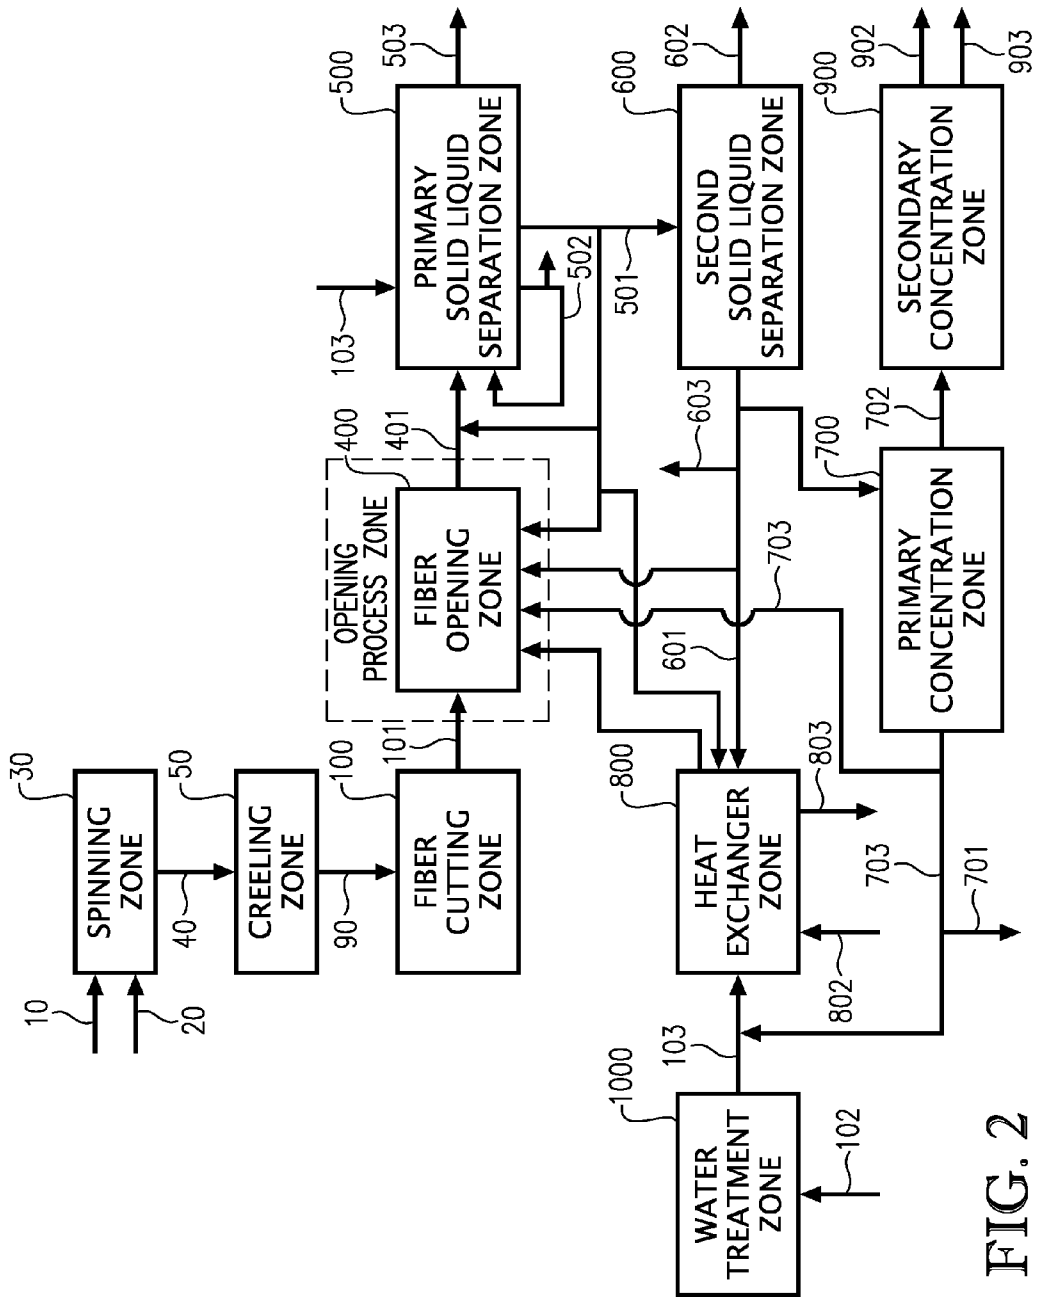 10
30
SPINNING
ZONE
20
40
50
CREELING
ZONE
90
100
FIBER
CUTTING
ZONE
101
OPENING
PROCESS ZONE
400
FIBER
OPENING
ZONE
401
103
500
503
PRIMARY
SOLID LIQUID
SEPARATION ZONE
502
501
600
602
SECOND
SOLID LIQUID
SEPARATION ZONE
603
601
703
1000
WATER
TREATMENT
ZONE
102
103
800
HEAT
EXCHANGER
ZONE
802
803
700
PRIMARY
CONCENTRATION
ZONE
703
701
702
900
902
903
SECONDARY
CONCENTRATION
ZONE
FIG. 2